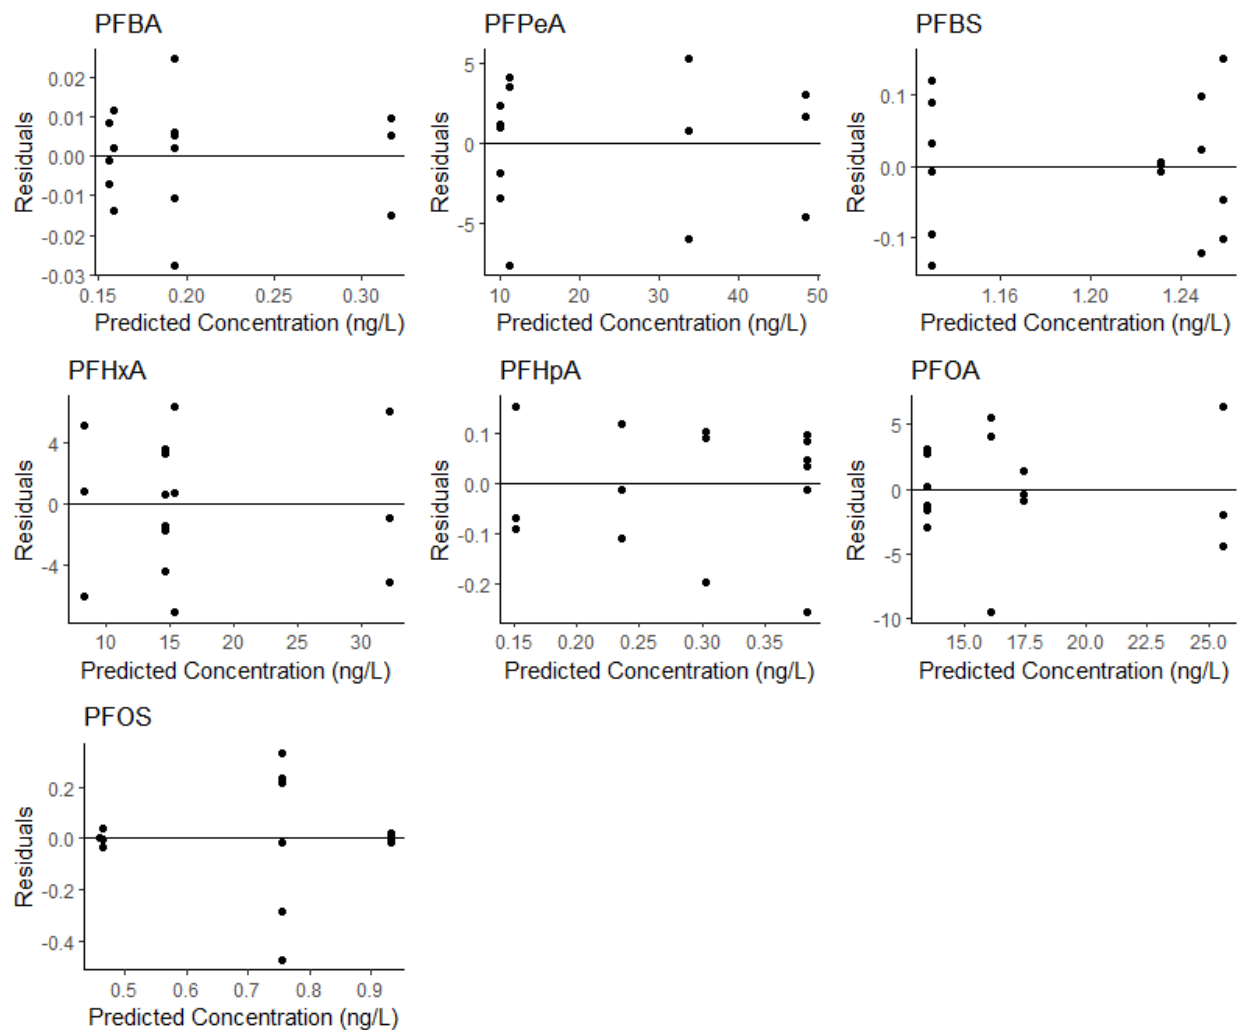 PFBA
PFPeA
PFBS
0.02
0.01
0.00
-0.01
-0.02
-0.03
Residuals
0.15 0.20 0.25 0.30
Predicted Concentration (ng/L)
5
0
-5
Residuals
10 20 30 40 50
Predicted Concentration (ng/L)
0.1
0.0
-0.1
Residuals
1.16 1.20 1.24
Predicted Concentration (ng/L)
PFHxA
PFHpA
PFOA
4
0
-4
Residuals
10 15 20 25 30
Predicted Concentration (ng/L)
0.1
0.0
-0.1
-0.2
Residuals
0.15 0.20 0.25 0.30 0.35
Predicted Concentration (ng/L)
5
0
-5
-10
Residuals
15.0 17.5 20.0 22.5 25.0
Predicted Concentration (ng/L)
PFOS
0.2
0.0
-0.2
-0.4
Residuals
0.5 0.6 0.7 0.8 0.9
Predicted Concentration (ng/L)